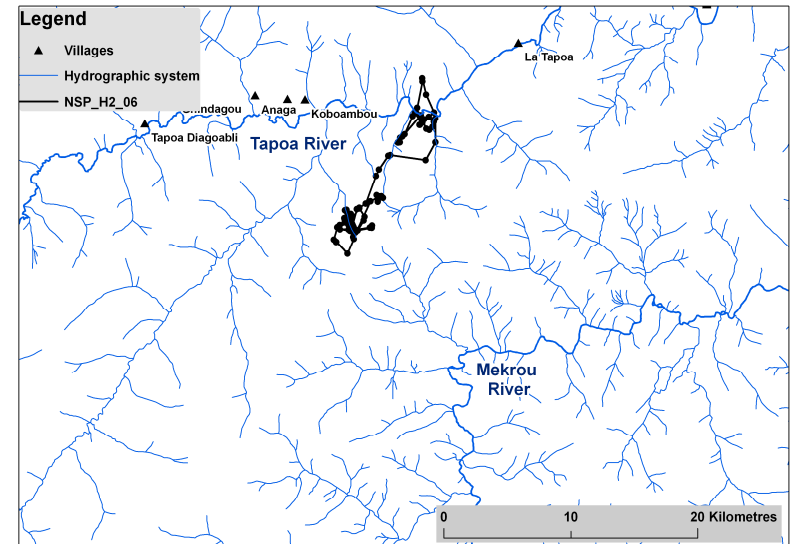 Legend
Villages
Hydrographic system
NSP_H2_06
La Tapoa
Anaga
Koboambou
Tapoa Diagoabli
Tapoa River
Mekrou
River
0 10 20 Kilometres